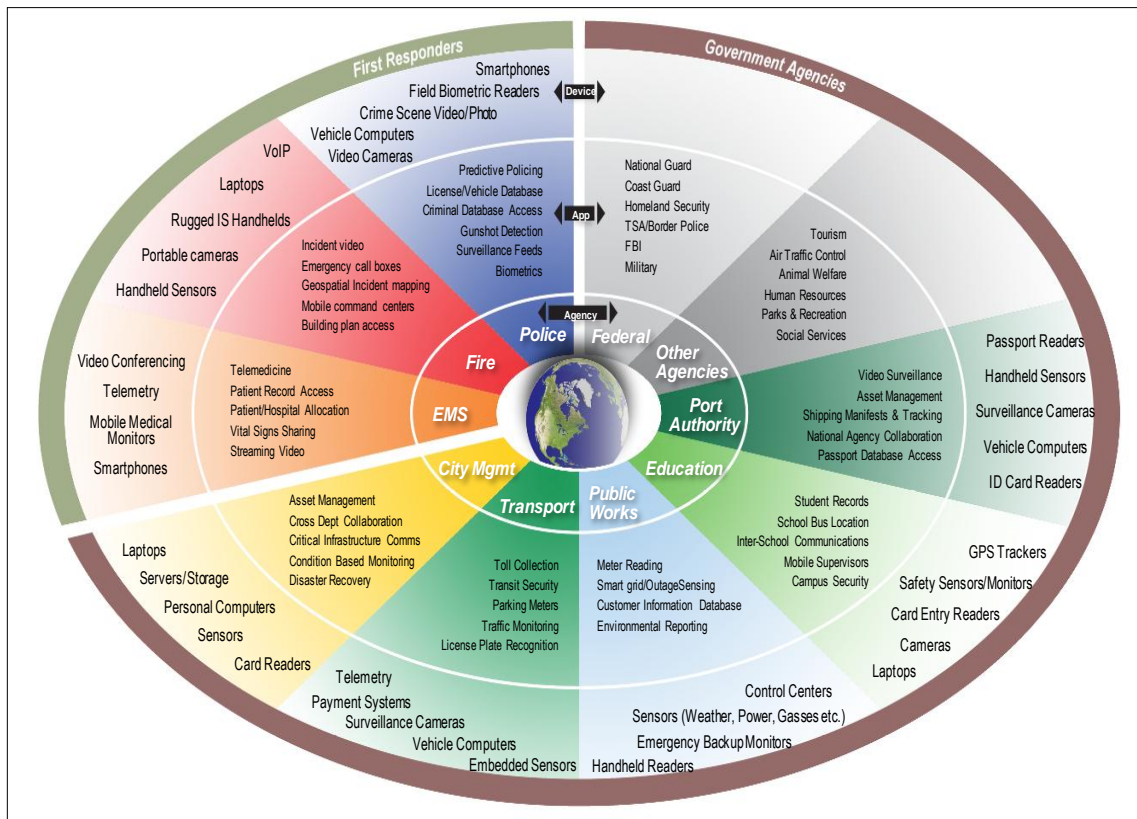 First Responders
Government Agencies
Device
App
Agency
Smartphones
Field Biometric Readers
Crime Scene Video/Photo
Vehicle Computers
Video Cameras
Predictive Policing
License/Vehicle Database
Criminal Database Access
Gunshot Detection
Surveillance Feeds
Biometrics
Police
National Guard
Coast Guard
Homeland Security
TSA/Border Police
FBI
Military
Federal
Tourism
Air Traffic Control
Animal Welfare
Human Resources
Parks & Recreation
Social Services
Other
Agencies
Passport Readers
Handheld Sensors
Surveillance Cameras
Vehicle Computers
ID Card Readers
Video Surveillance
Asset Management
Shipping Manifests & Tracking
National Agency Collaboration
Passport Database Access
Port
Authority
GPS Trackers
Safety Sensors/Monitors
Card Entry Readers
Cameras
Laptops
Student Records
School Bus Location
Inter-School Communications
Mobile Supervisors
Campus Security
Education
Public
Works
Meter Reading
Smart grid/OutageSensing
Customer Information Database
Environmental Reporting
Control Centers
Sensors (Weather, Power, Gasses etc.)
Emergency Backup Monitors
Handheld Readers
Transport
Toll Collection
Transit Security
Parking Meters
Traffic Monitoring
License Plate Recognition
Telemetry
Payment Systems
Surveillance Cameras
Vehicle Computers
Embedded Sensors
City Mgmt
Asset Management
Cross Dept Collaboration
Critical Infrastructure Comms
Condition Based Monitoring
Disaster Recovery
Laptops
Servers/Storage
Personal Computers
Sensors
Card Readers
EMS
Telemedicine
Patient Record Access
Patient/Hospital Allocation
Vital Signs Sharing
Streaming Video
Video Conferencing
Telemetry
Mobile Medical
Monitors
Smartphones
Fire
Incident video
Emergency call boxes
Geospatial Incident mapping
Mobile command centers
Building plan access
VoIP
Laptops
Rugged IS Handhelds
Portable cameras
Handheld Sensors